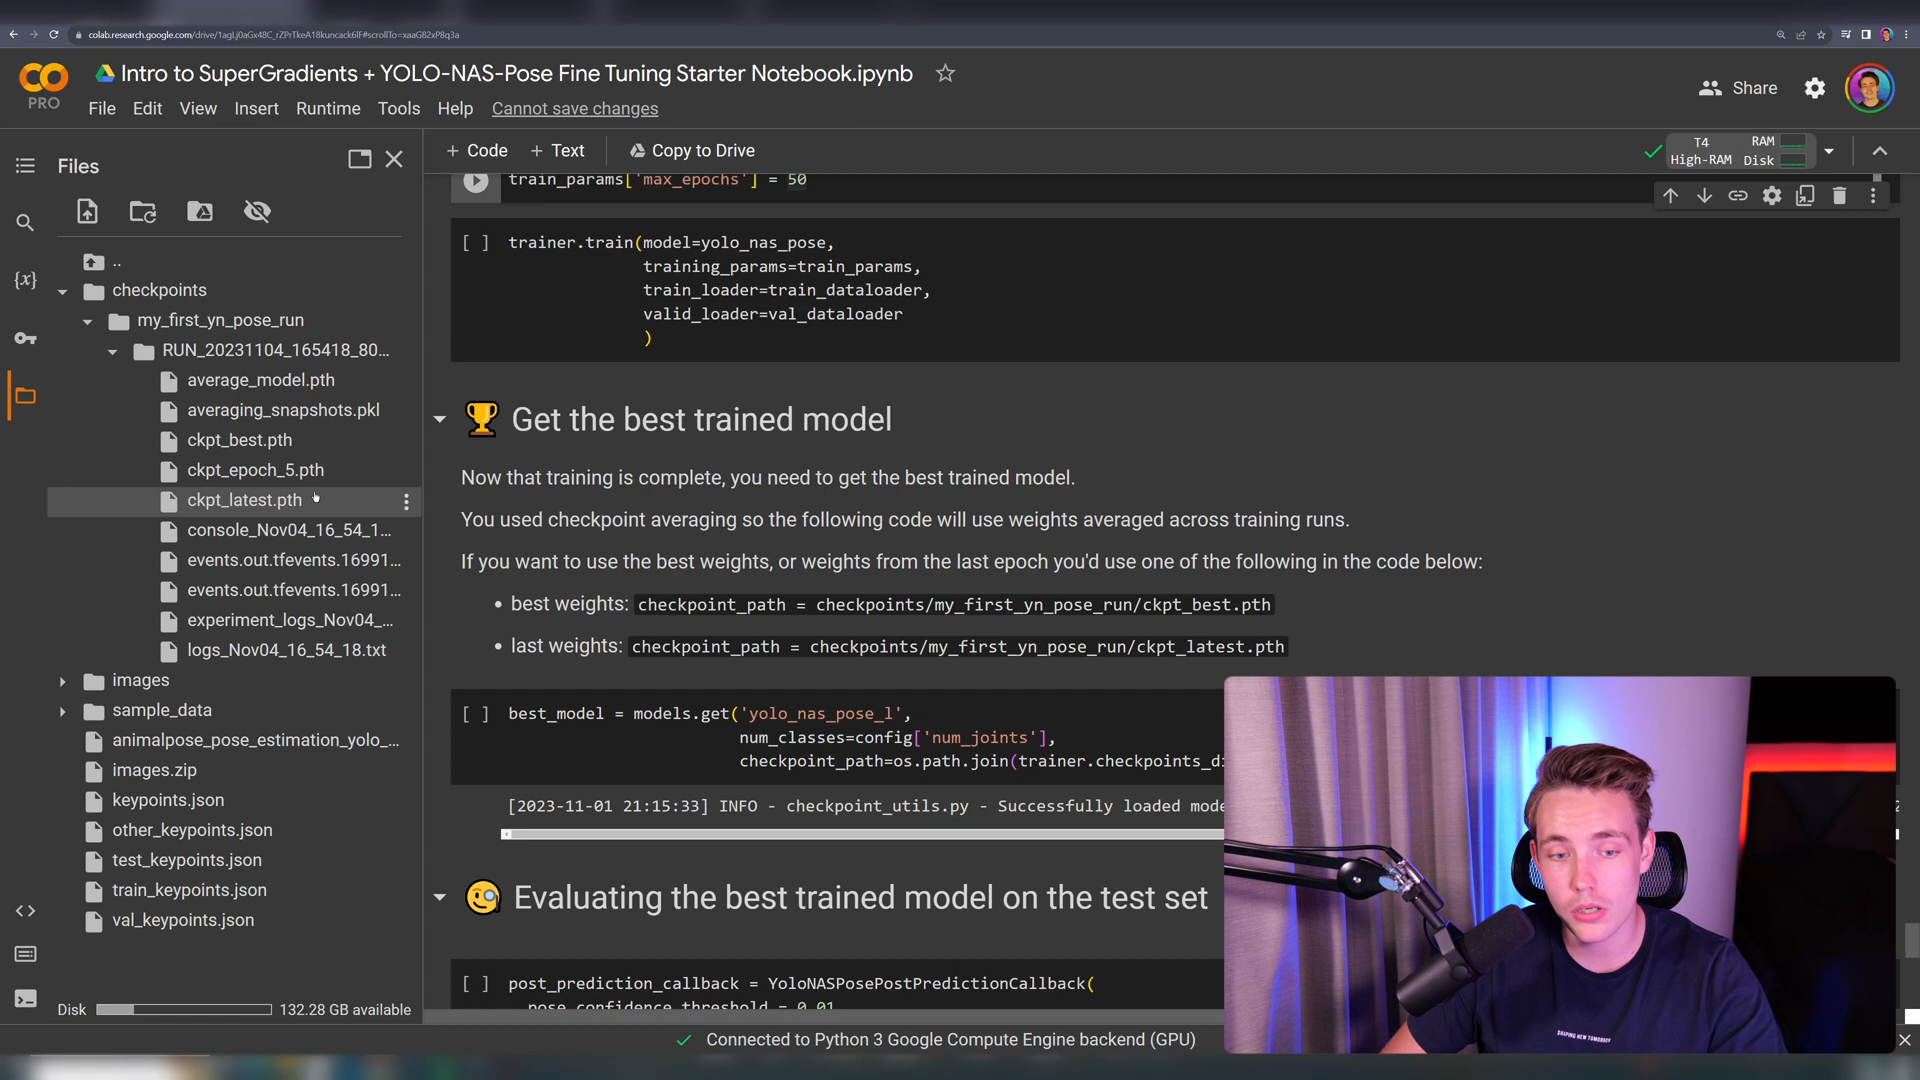 colab.research.google.com/drive/1agLj0aGx48C_rZPrTkeA18kuncack6lF#scrollTo=xaaG82xP8q3a
PRO
Intro to SuperGradients + YOLO-NAS-Pose Fine Tuning Starter Notebook.ipynb
File Edit View Insert Runtime Tools Help Cannot save changes
Share
Files
+ Code + Text Copy to Drive
T4 RAM
High-RAM Disk
..
checkpoints
my_first_yn_pose_run
RUN_20231104_165418_80...
average_model.pth
averaging_snapshots.pkl
ckpt_best.pth
ckpt_epoch_5.pth
ckpt_latest.pth
console_Nov04_16_54_1...
events.out.tfevents.16991...
events.out.tfevents.16991...
experiment_logs_Nov04_...
logs_Nov04_16_54_18.txt
images
sample_data
animalpose_pose_estimation_yolo_...
images.zip
keypoints.json
other_keypoints.json
test_keypoints.json
train_keypoints.json
val_keypoints.json
Disk 132.28 GB available
train_params['max_epochs'] = 50
[ ] trainer.train(model=yolo_nas_pose,
training_params=train_params,
train_loader=train_dataloader,
valid_loader=val_dataloader
)
Get the best trained model
Now that training is complete, you need to get the best trained model.
You used checkpoint averaging so the following code will use weights averaged across training runs.
If you want to use the best weights, or weights from the last epoch you'd use one of the following in the code below:
• best weights: checkpoint_path = checkpoints/my_first_yn_pose_run/ckpt_best.pth
• last weights: checkpoint_path = checkpoints/my_first_yn_pose_run/ckpt_latest.pth
[ ] best_model = models.get('yolo_nas_pose_l',
num_classes=config['num_joints'],
checkpoint_path=os.path.join(trainer.checkpoints_di
[2023-11-01 21:15:33] INFO - checkpoint_utils.py - Successfully loaded mode
Evaluating the best trained model on the test set
[ ] post_prediction_callback = YoloNASPosePostPredictionCallback(
pose_confidence_threshold = 0.01
Connected to Python 3 Google Compute Engine backend (GPU)
SHAPING NEW TOMORROW